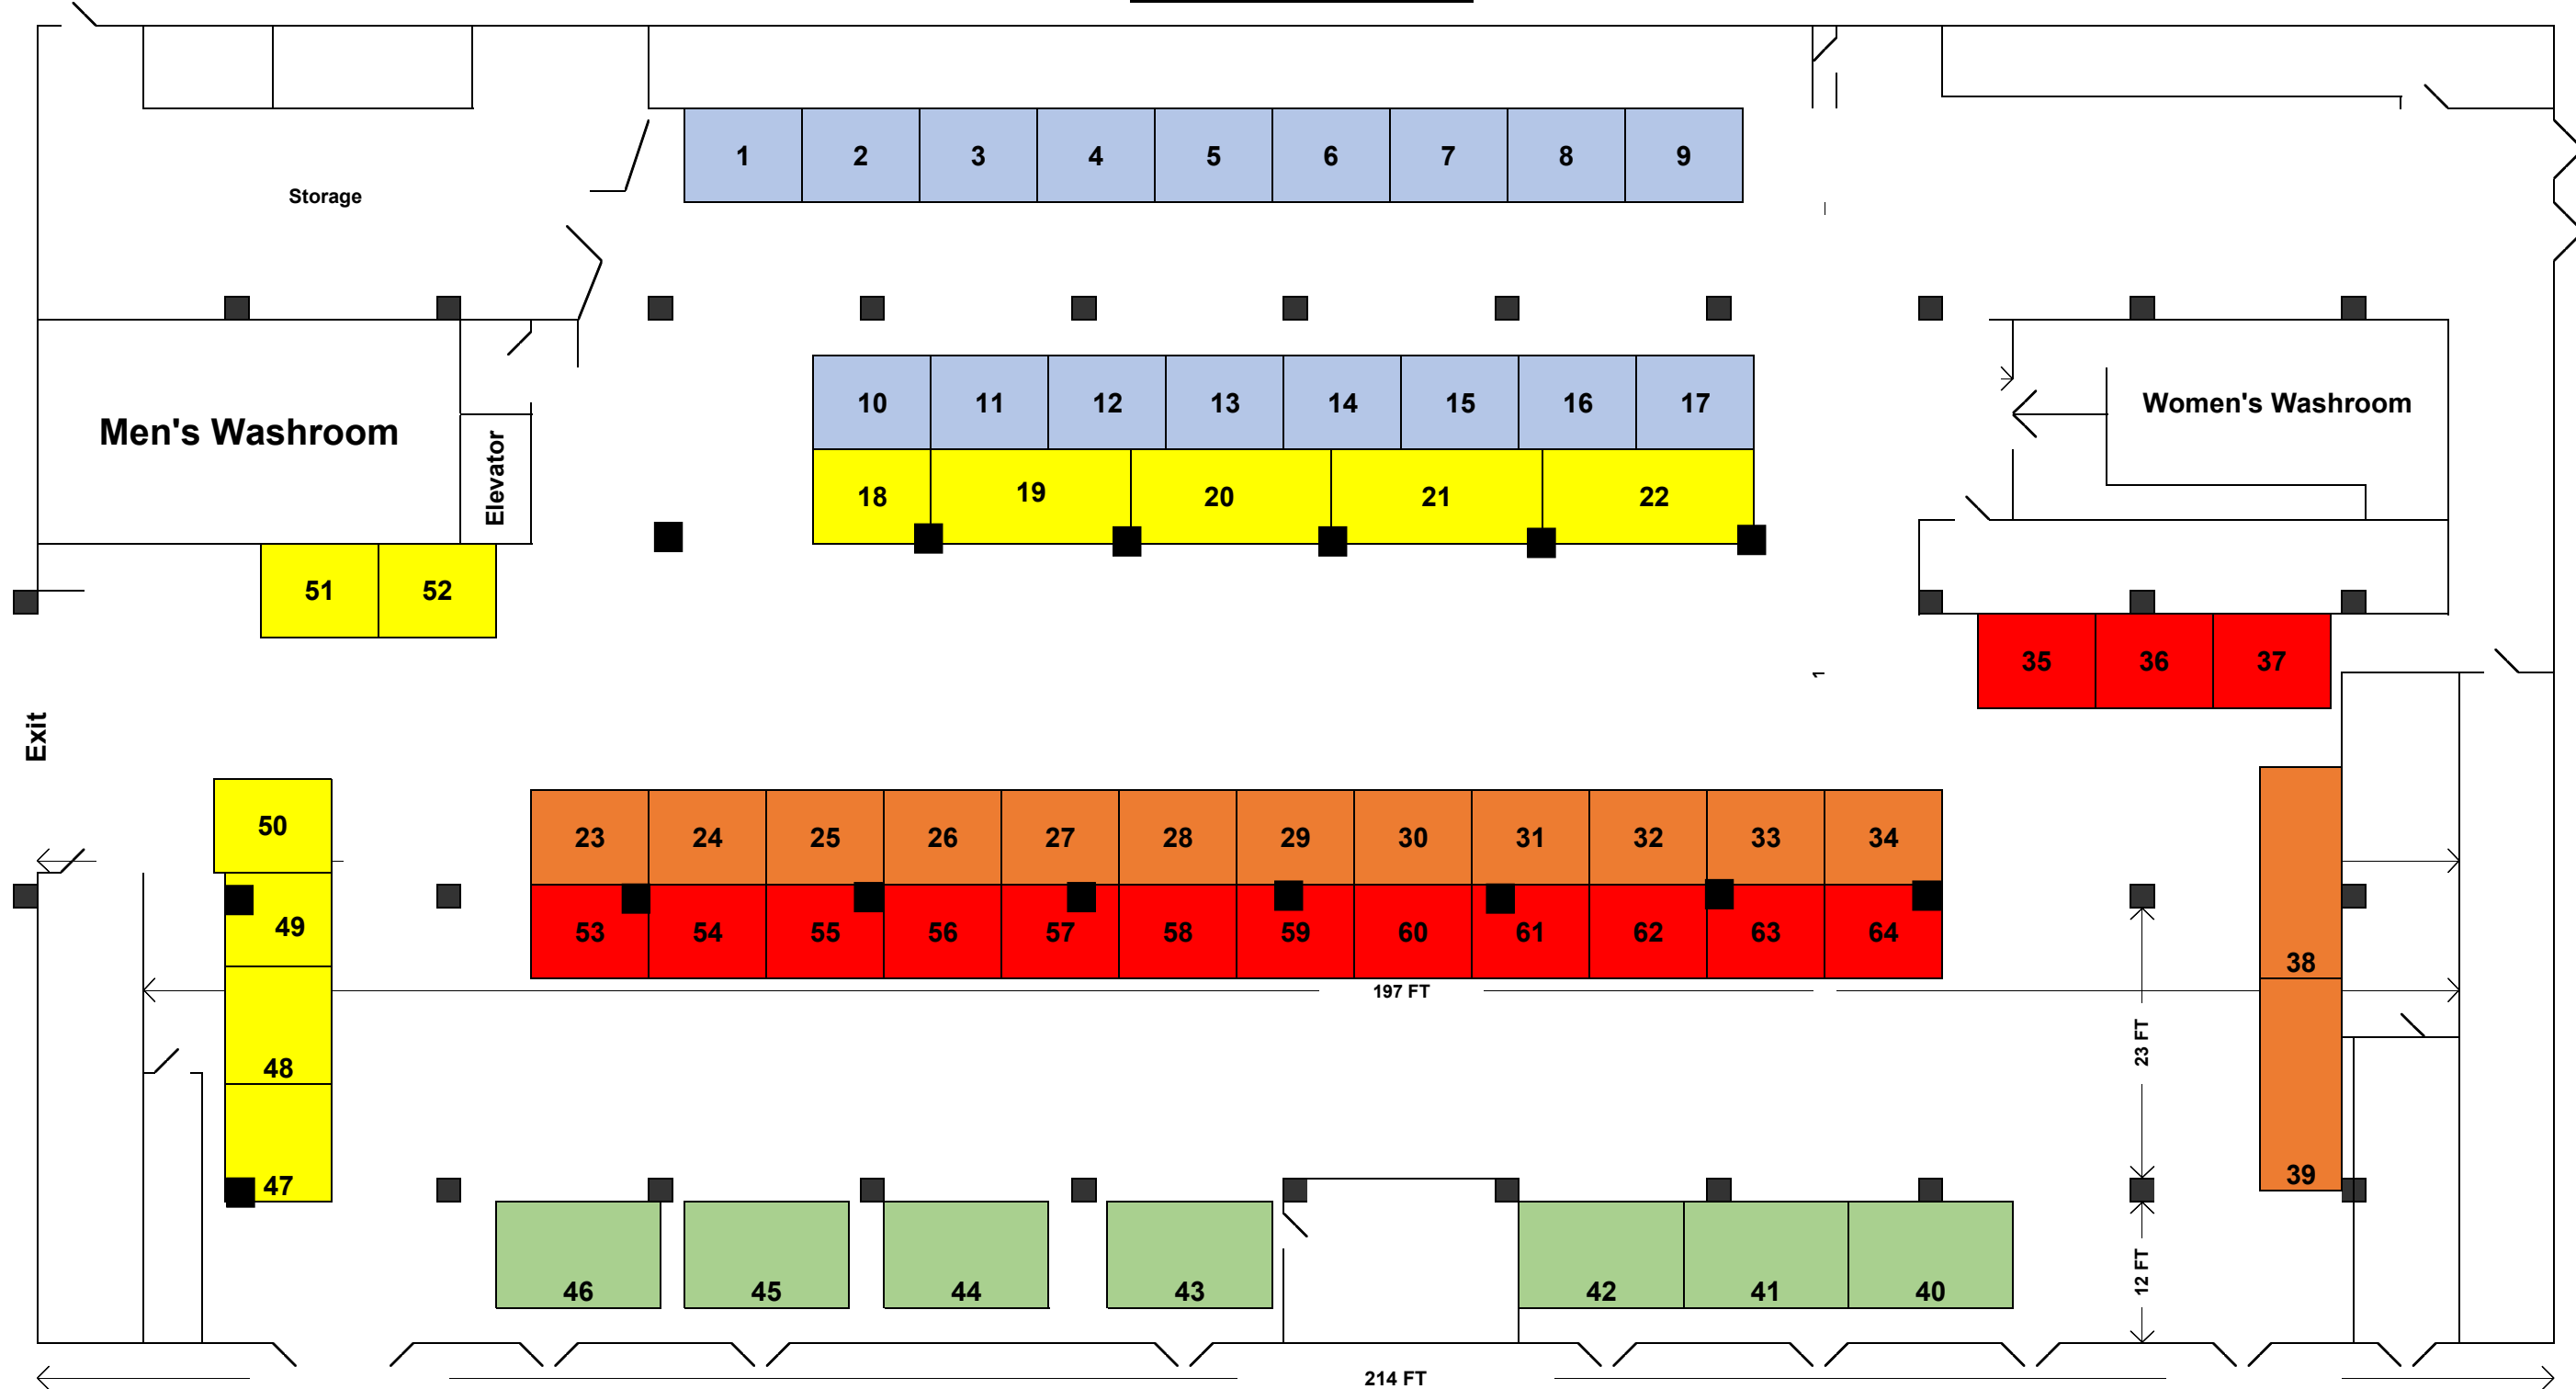 1 2 3 4 5 6 7 8 9
Storage
10 11 12 13 14 15 16 17
Men's Washroom
Women's Washroom
Elevator
18 19 20 21 22
51 52
35 36 37
1
Exit
50
23 24 25 26 27 28 29 30 31 32 33 34
49
53 54 55 56 57 58 59 60 61 62 63 64
38
197 FT
23 FT
48
47
39
12 FT
46 45 44 43 42 41 40
214 FT